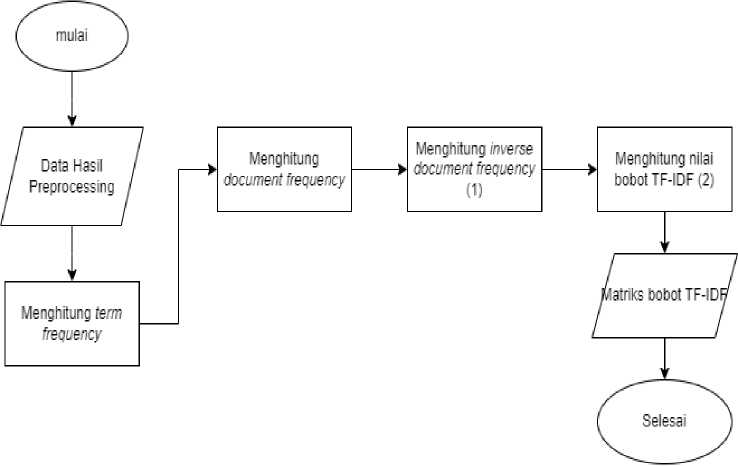 mulai
Data Hasil
Preprocessing
Menghitung term
frequency
Menghitung
document frequency
Menghitung inverse
document frequency
(1)
Menghitung nilai
bobot TF-IDF (2)
Matriks bobot TF-IDF
Selesai